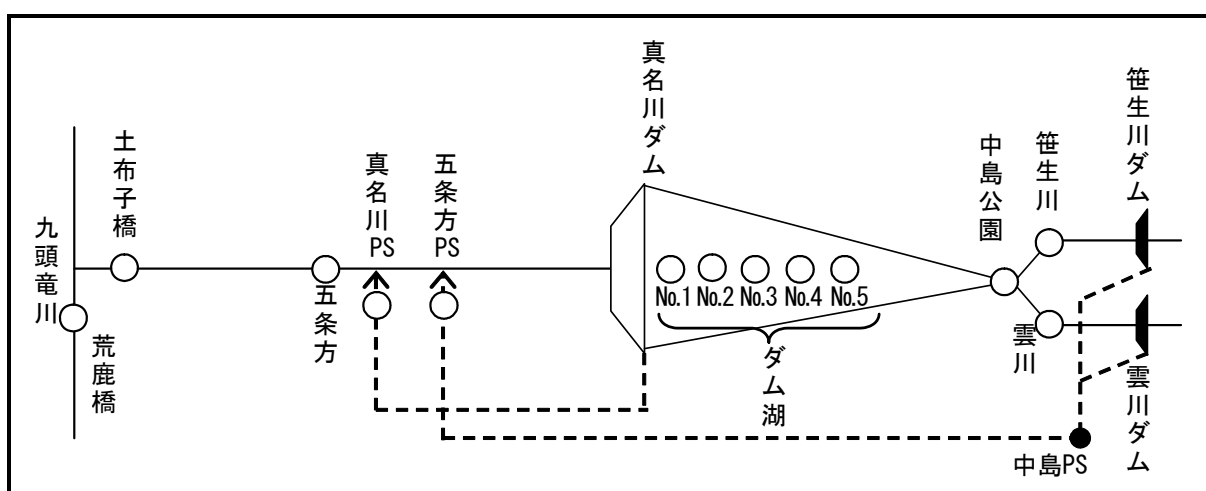 九頭竜川
荒鹿橋
土布子橋
五条方
真名川PS
五条方PS
真名川ダム
No.1 No.2 No.3 No.4 No.5
ダム湖
中島公園
笹生川
雲川
笹生川ダム
雲川ダム
中島PS